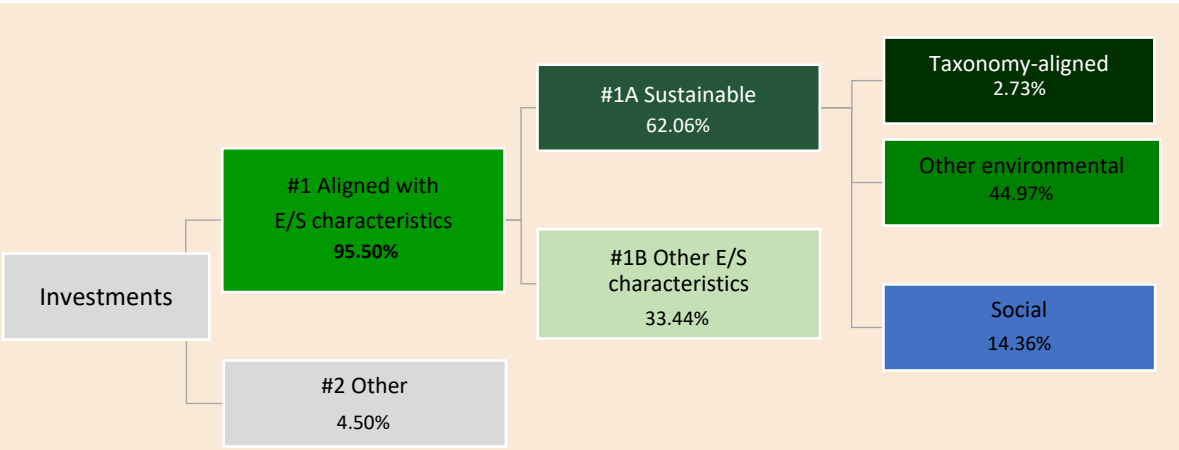 Investments
#1 Aligned with
E/S characteristics
95.50%
#2 Other
4.50%
#1A Sustainable
62.06%
#1B Other E/S
characteristics
33.44%
Taxonomy-aligned
2.73%
Other environmental
44.97%
Social
14.36%